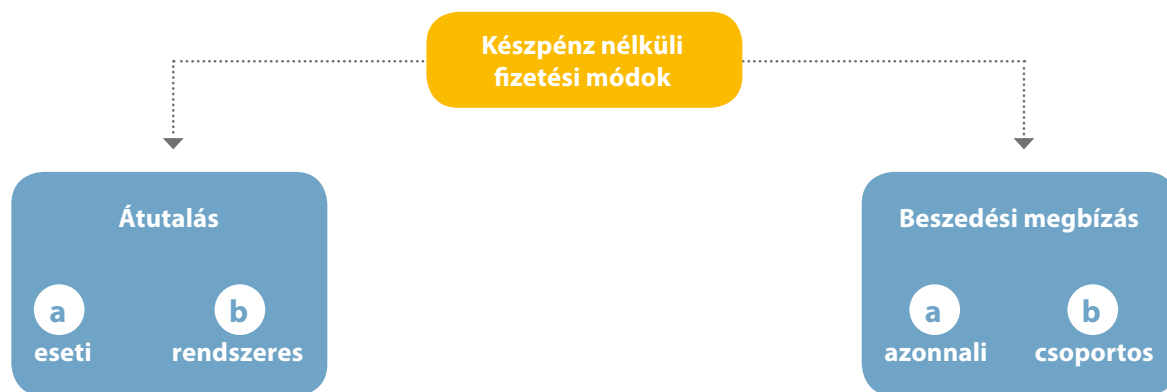 Készpénz nélküli
fizetési módok
Átutalás
a
eseti
b
rendszeres
Beszedési megbízás
a
azonnali
b
csoportos